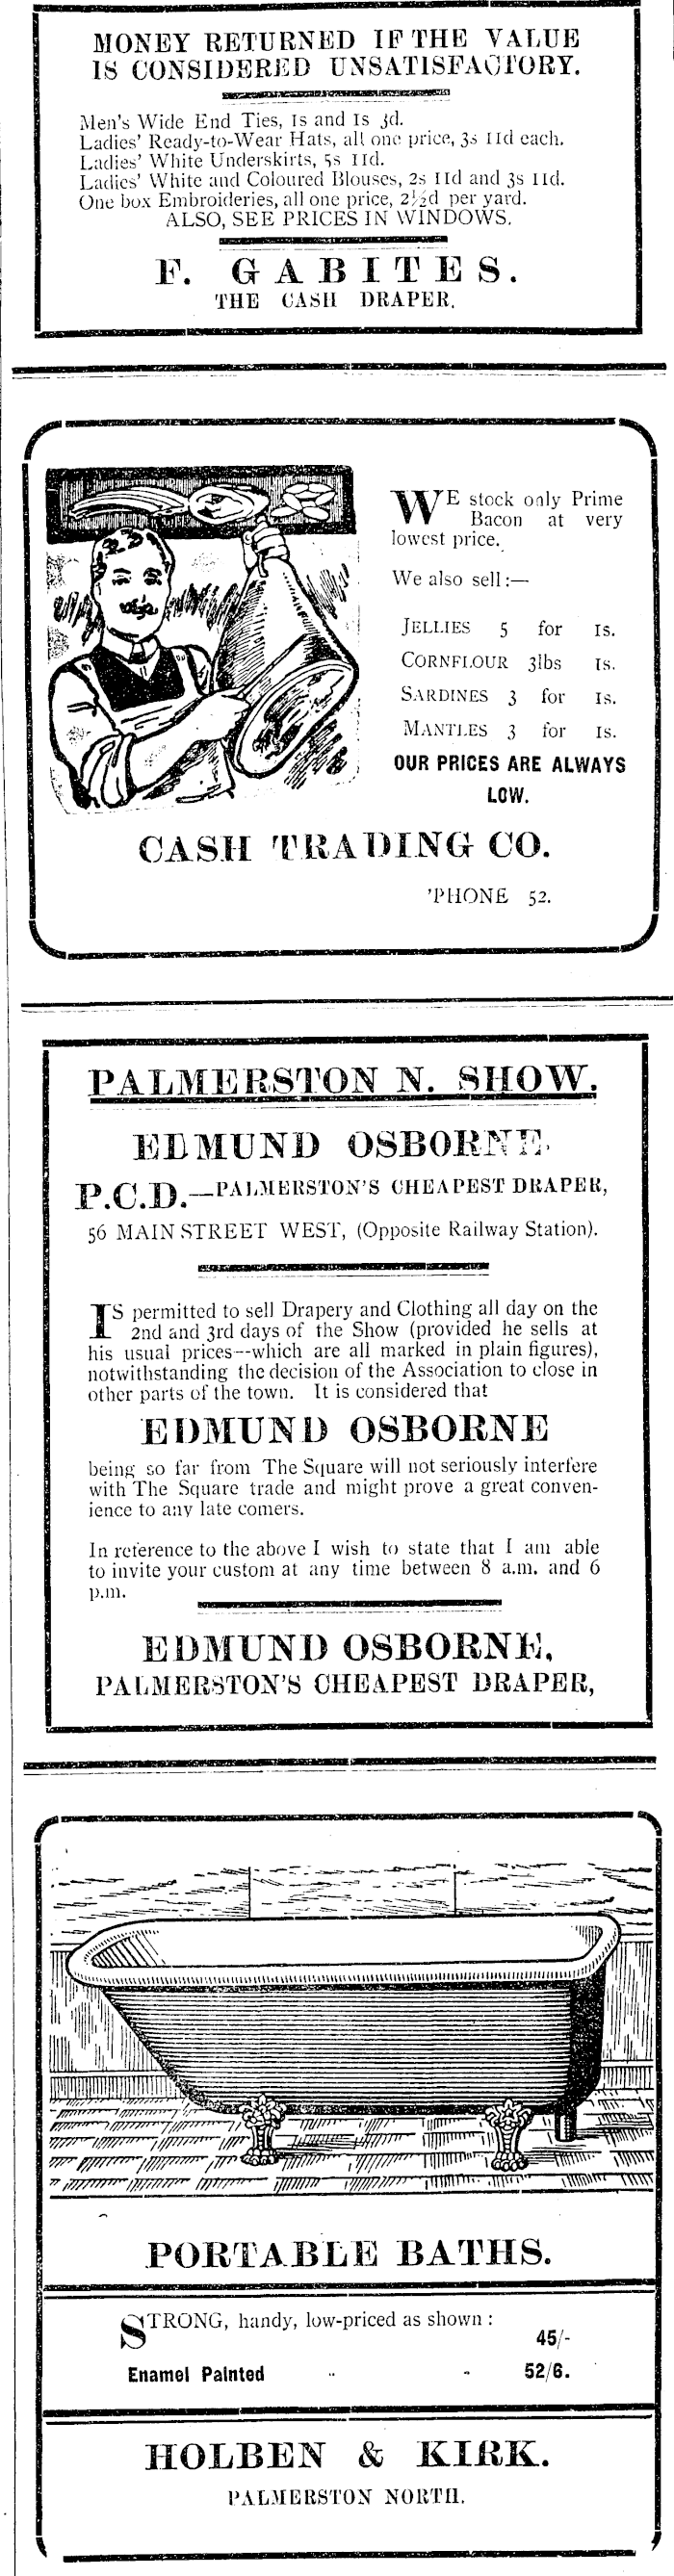 MONEY RETURNED IF THE VALUE
IS CONSIDERED UNSATISFACTORY.
Men's Wide End Ties, 1s and 1s 3d.
Ladies' Ready-to-Wear Hats, all one price, 3s 11d each.
Ladies' White Underskirts, 5s 11d.
Ladies' White and Coloured Blouses, 2s 11d and 3s 11d.
One box Embroideries, all one price, 2½d per yard.
ALSO, SEE PRICES IN WINDOWS.
F. GABITES.
THE CASH DRAPER.
WE stock only Prime
Bacon at very
lowest price.
We also sell:—
JELLIES 5 for 1s.
CORNFLOUR 3lbs 1s.
SARDINES 3 for 1s.
MANTLES 3 for 1s.
OUR PRICES ARE ALWAYS
LOW.
CASH TRADING CO.
'PHONE 52.
PALMERSTON N. SHOW.
EDMUND OSBORNE
P.C.D.—PALMERSTON'S CHEAPEST DRAPER,
56 MAIN STREET WEST, (Opposite Railway Station).
IS permitted to sell Drapery and Clothing all day on the
2nd and 3rd days of the Show (provided he sells at
his usual prices--which are all marked in plain figures),
notwithstanding the decision of the Association to close in
other parts of the town. It is considered that
EDMUND OSBORNE
being so far from The Square will not seriously interfere
with The Square trade and might prove a great conven-
ience to any late comers.
In reference to the above I wish to state that I am able
to invite your custom at any time between 8 a.m. and 6
p.m.
EDMUND OSBORNE,
PALMERSTON'S CHEAPEST DRAPER,
PORTABLE BATHS.
STRONG, handy, low-priced as shown:
45/-
Enamel Painted .. - 52/6.
HOLBEN & KIRK.
PALMERSTON NORTH.